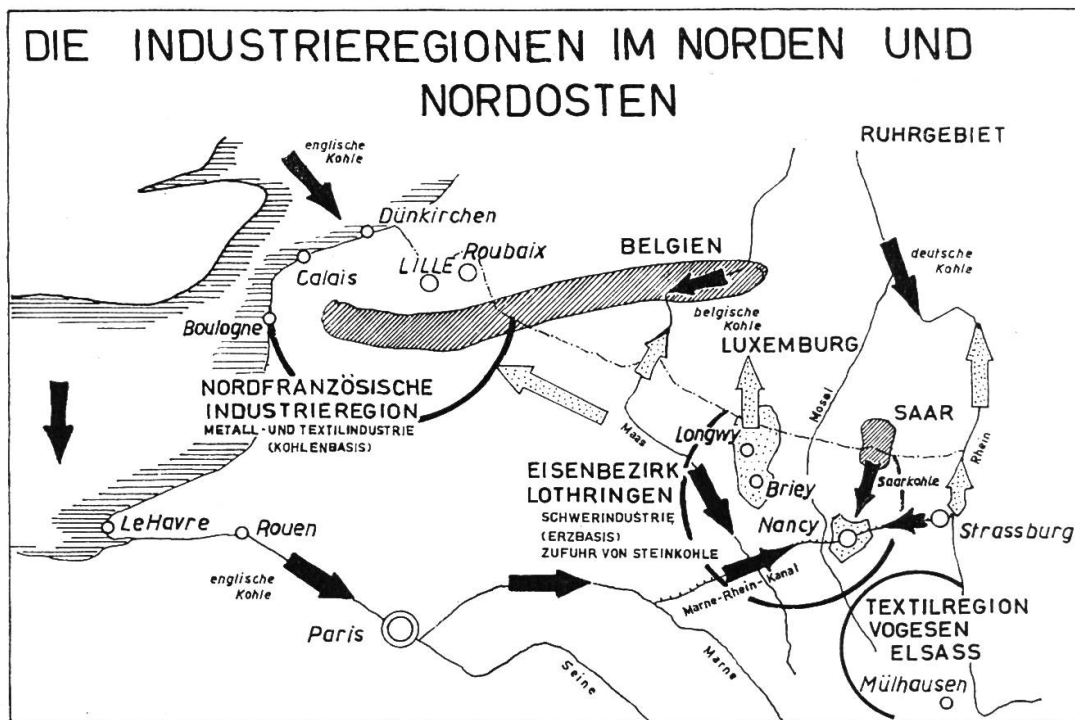 DIE INDUSTRIEREGIONEN IM NORDEN UND
NORDOSTEN
RUHRGEBIET
englische
Kohle
Dünkirchen
Roubaix
LILLE
BELGIEN
deutsche
Kohle
Calais
Boulogne
belgische
Kohle
LUXEMBURG
NORDFRANZÖSISCHE
INDUSTRIEREGION
METALL- UND TEXTILINDUSTRIE
(KOHLENBASIS)
Maas
Mosel
SAAR
Rhein
Longwy
EISENBEZIRK
LOTHRINGEN
SCHWERINDUSTRIE
(ERZBASIS)
ZUFUHR VON STEINKOHLE
Briey
Saarkohle
Nancy
Strassburg
Le Havre
Rouen
englische
Kohle
Marne-Rhein-Kanal
Paris
Seine
Marne
TEXTILREGION
VOGESEN
ELSASS
Mülhausen